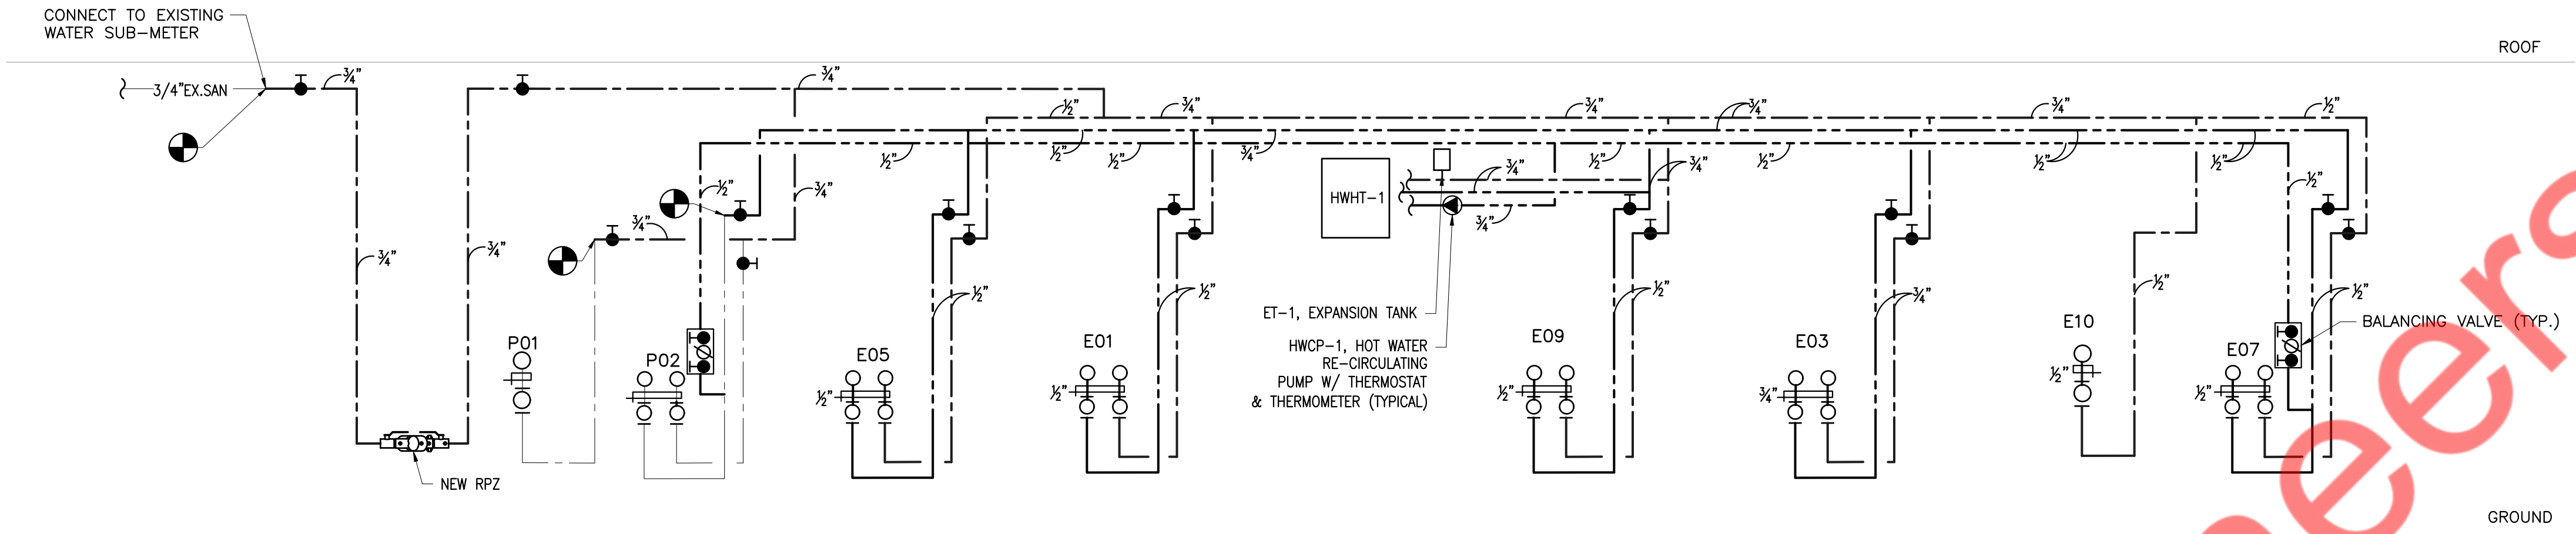 CONNECT TO EXISTING
WATER SUB-METER
ROOF
3/4"EX.SAN
¾"
¾"
½"
¾"
¾"
¾"
¾"
½"
½"
½"
½"
¾"
½"
½"
½"
½"
HWHT-1
¾"
¾"
¾"
½"
¾"
¾"
½"
¾"
¾"
½"
½"
½"
¾"
½"
½"
ET-1, EXPANSION TANK
BALANCING VALVE (TYP.)
P01
P02
E05
E01
E09
E03
E10
E07
HWCP-1, HOT WATER
RE-CIRCULATING
PUMP W/ THERMOSTAT
& THERMOMETER (TYPICAL)
½"
½"
½"
¾"
½"
½"
NEW RPZ
GROUND
eers